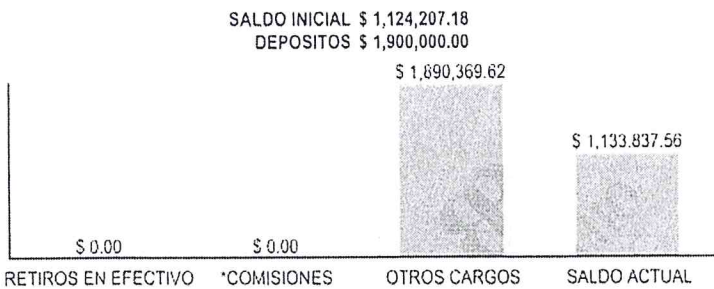 SALDO INICIAL $ 1,124,207.18
DEPOSITOS $ 1,900,000.00
$ 1,890,369.62
$ 1,133,837.56
$ 0.00 $ 0.00
RETIROS EN EFECTIVO *COMISIONES OTROS CARGOS SALDO ACTUAL